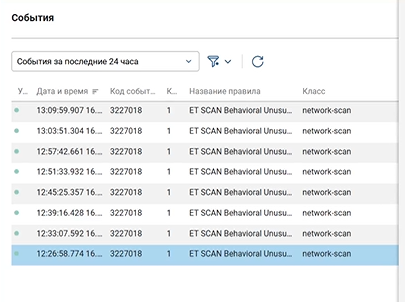 События
События за последние 24 часа
У... Дата и время Код событ... К... Название правила Класс
13:09:59.907 16.... 3227018 1 ET SCAN Behavioral Unusu... network-scan
13:03:51.304 16.... 3227018 1 ET SCAN Behavioral Unusu... network-scan
12:57:42.661 16.... 3227018 1 ET SCAN Behavioral Unusu... network-scan
12:51:33.932 16.... 3227018 1 ET SCAN Behavioral Unusu... network-scan
12:45:25.357 16.... 3227018 1 ET SCAN Behavioral Unusu... network-scan
12:39:16.428 16.... 3227018 1 ET SCAN Behavioral Unusu... network-scan
12:33:07.592 16.... 3227018 1 ET SCAN Behavioral Unusu... network-scan
12:26:58.774 16.... 3227018 1 ET SCAN Behavioral Unusu... network-scan